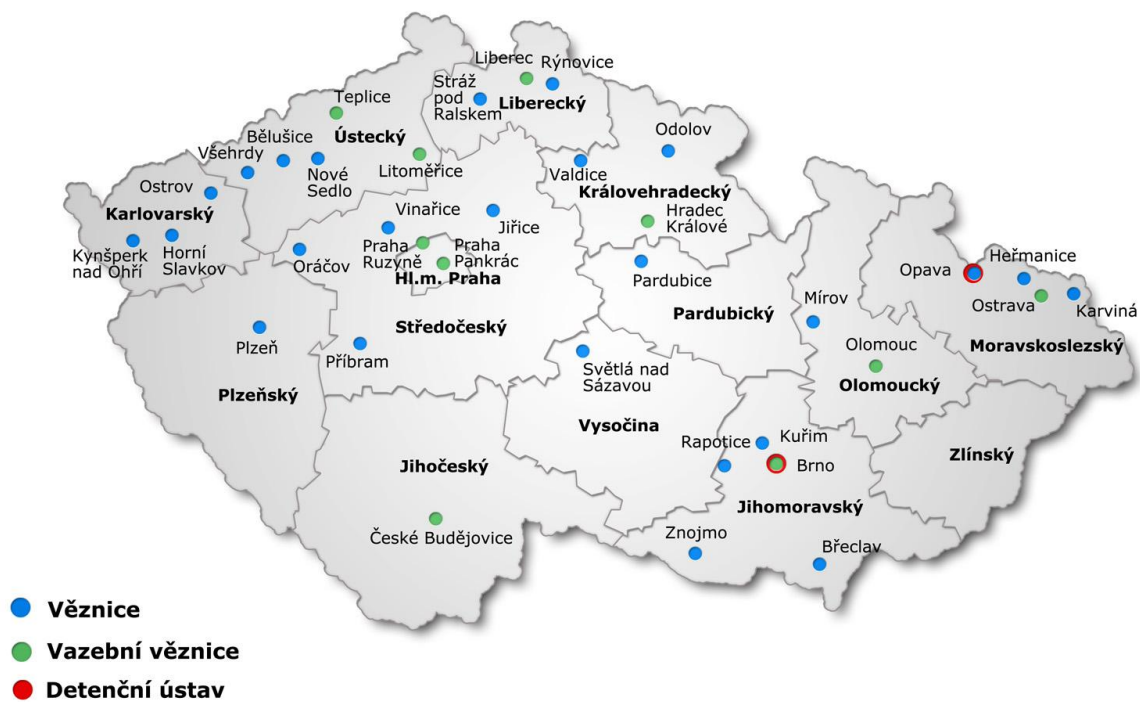 Liberec
Rýnovice
Stráž
pod
Ralskem
Liberecký
Teplice
Ústecký
Bělušice
Všehrdy
Nové
Sedlo
Litoměřice
Odolov
Valdice
Královehradecký
Hradec
Králové
Ostrov
Karlovarský
Kynšperk
nad Ohří
Horní
Slavkov
Vinařice
Jiřice
Oráčov
Praha
Ruzyně
Praha
Pankrác
Hl.m. Praha
Středočeský
Příbram
Plzeň
Plzeňský
Pardubice
Pardubický
Mírov
Opava
Heřmanice
Ostrava
Karviná
Moravskoslezský
Olomouc
Olomoucký
Světlá nad
Sázavou
Vysočina
Rapotice
Kuřim
Brno
Zlínský
Jihočeský
Jihomoravský
České Budějovice
Znojmo
Břeclav
Věznice
Vazební věznice
Detenční ústav